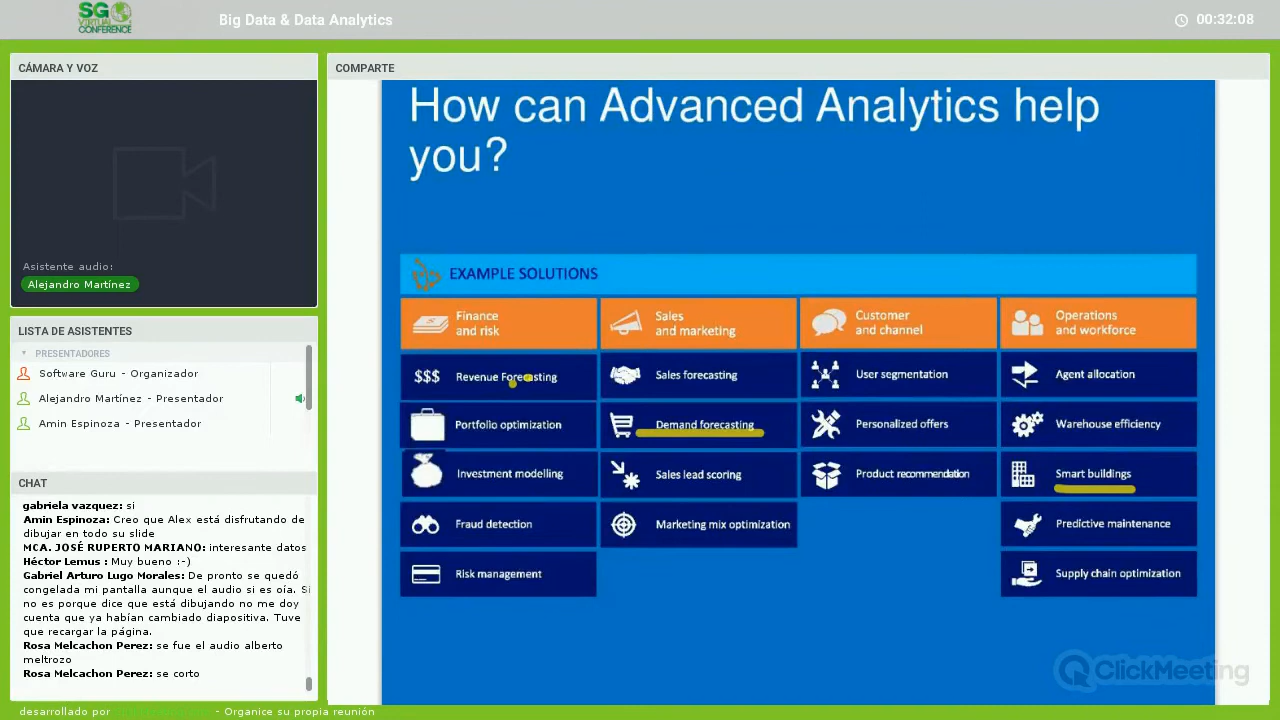 SG
VIRTUAL
CONFERENCE
Big Data & Data Analytics
00:32:08
CÁMARA Y VOZ
Asistente audio:
Alejandro Martínez
LISTA DE ASISTENTES
PRESENTADORES
Software Guru - Organizador
Alejandro Martínez - Presentador
Amin Espinoza - Presentador
CHAT
gabriela vazquez: si
Amin Espinoza: Creo que Alex está disfrutando de
dibujar en todo su slide
MCA. JOSÉ RUPERTO MARIANO: interesante datos
Héctor Lemus : Muy bueno :-)
Gabriel Arturo Lugo Morales: De pronto se quedó
congelada mi pantalla aunque el audio si es oía. Si
no es porque dice que está dibujando no me doy
cuenta que ya habían cambiado diapositiva. Tuve
que recargar la página.
Rosa Melcachon Perez: se fue el audio alberto
meltrozo
Rosa Melcachon Perez: se corto
desarrollado por - Organice su propia reunión
COMPARTE
How can Advanced Analytics help
you?
EXAMPLE SOLUTIONS
Finance
and risk
Sales
and marketing
Customer
and channel
Operations
and workforce
$$$ Revenue Forecasting
Sales forecasting
User segmentation
Agent allocation
Portfolio optimization
Demand forecasting
Personalized offers
Warehouse efficiency
Investment modelling
Sales lead scoring
Product recommendation
Smart buildings
Fraud detection
Marketing mix optimization
Predictive maintenance
Risk management
Supply chain optimization
ClickMeeting